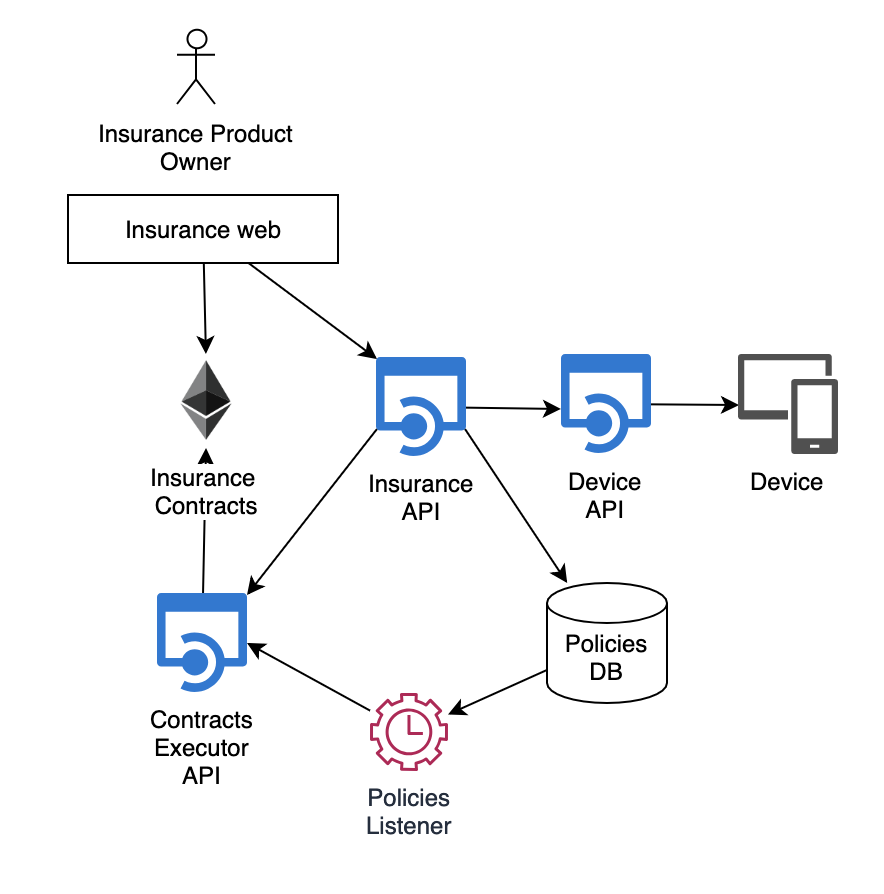 Insurance Product
Owner
Insurance web
Insurance
Contracts
Insurance
API
Device
API
Device
Policies
DB
Contracts
Executor
API
Policies
Listener